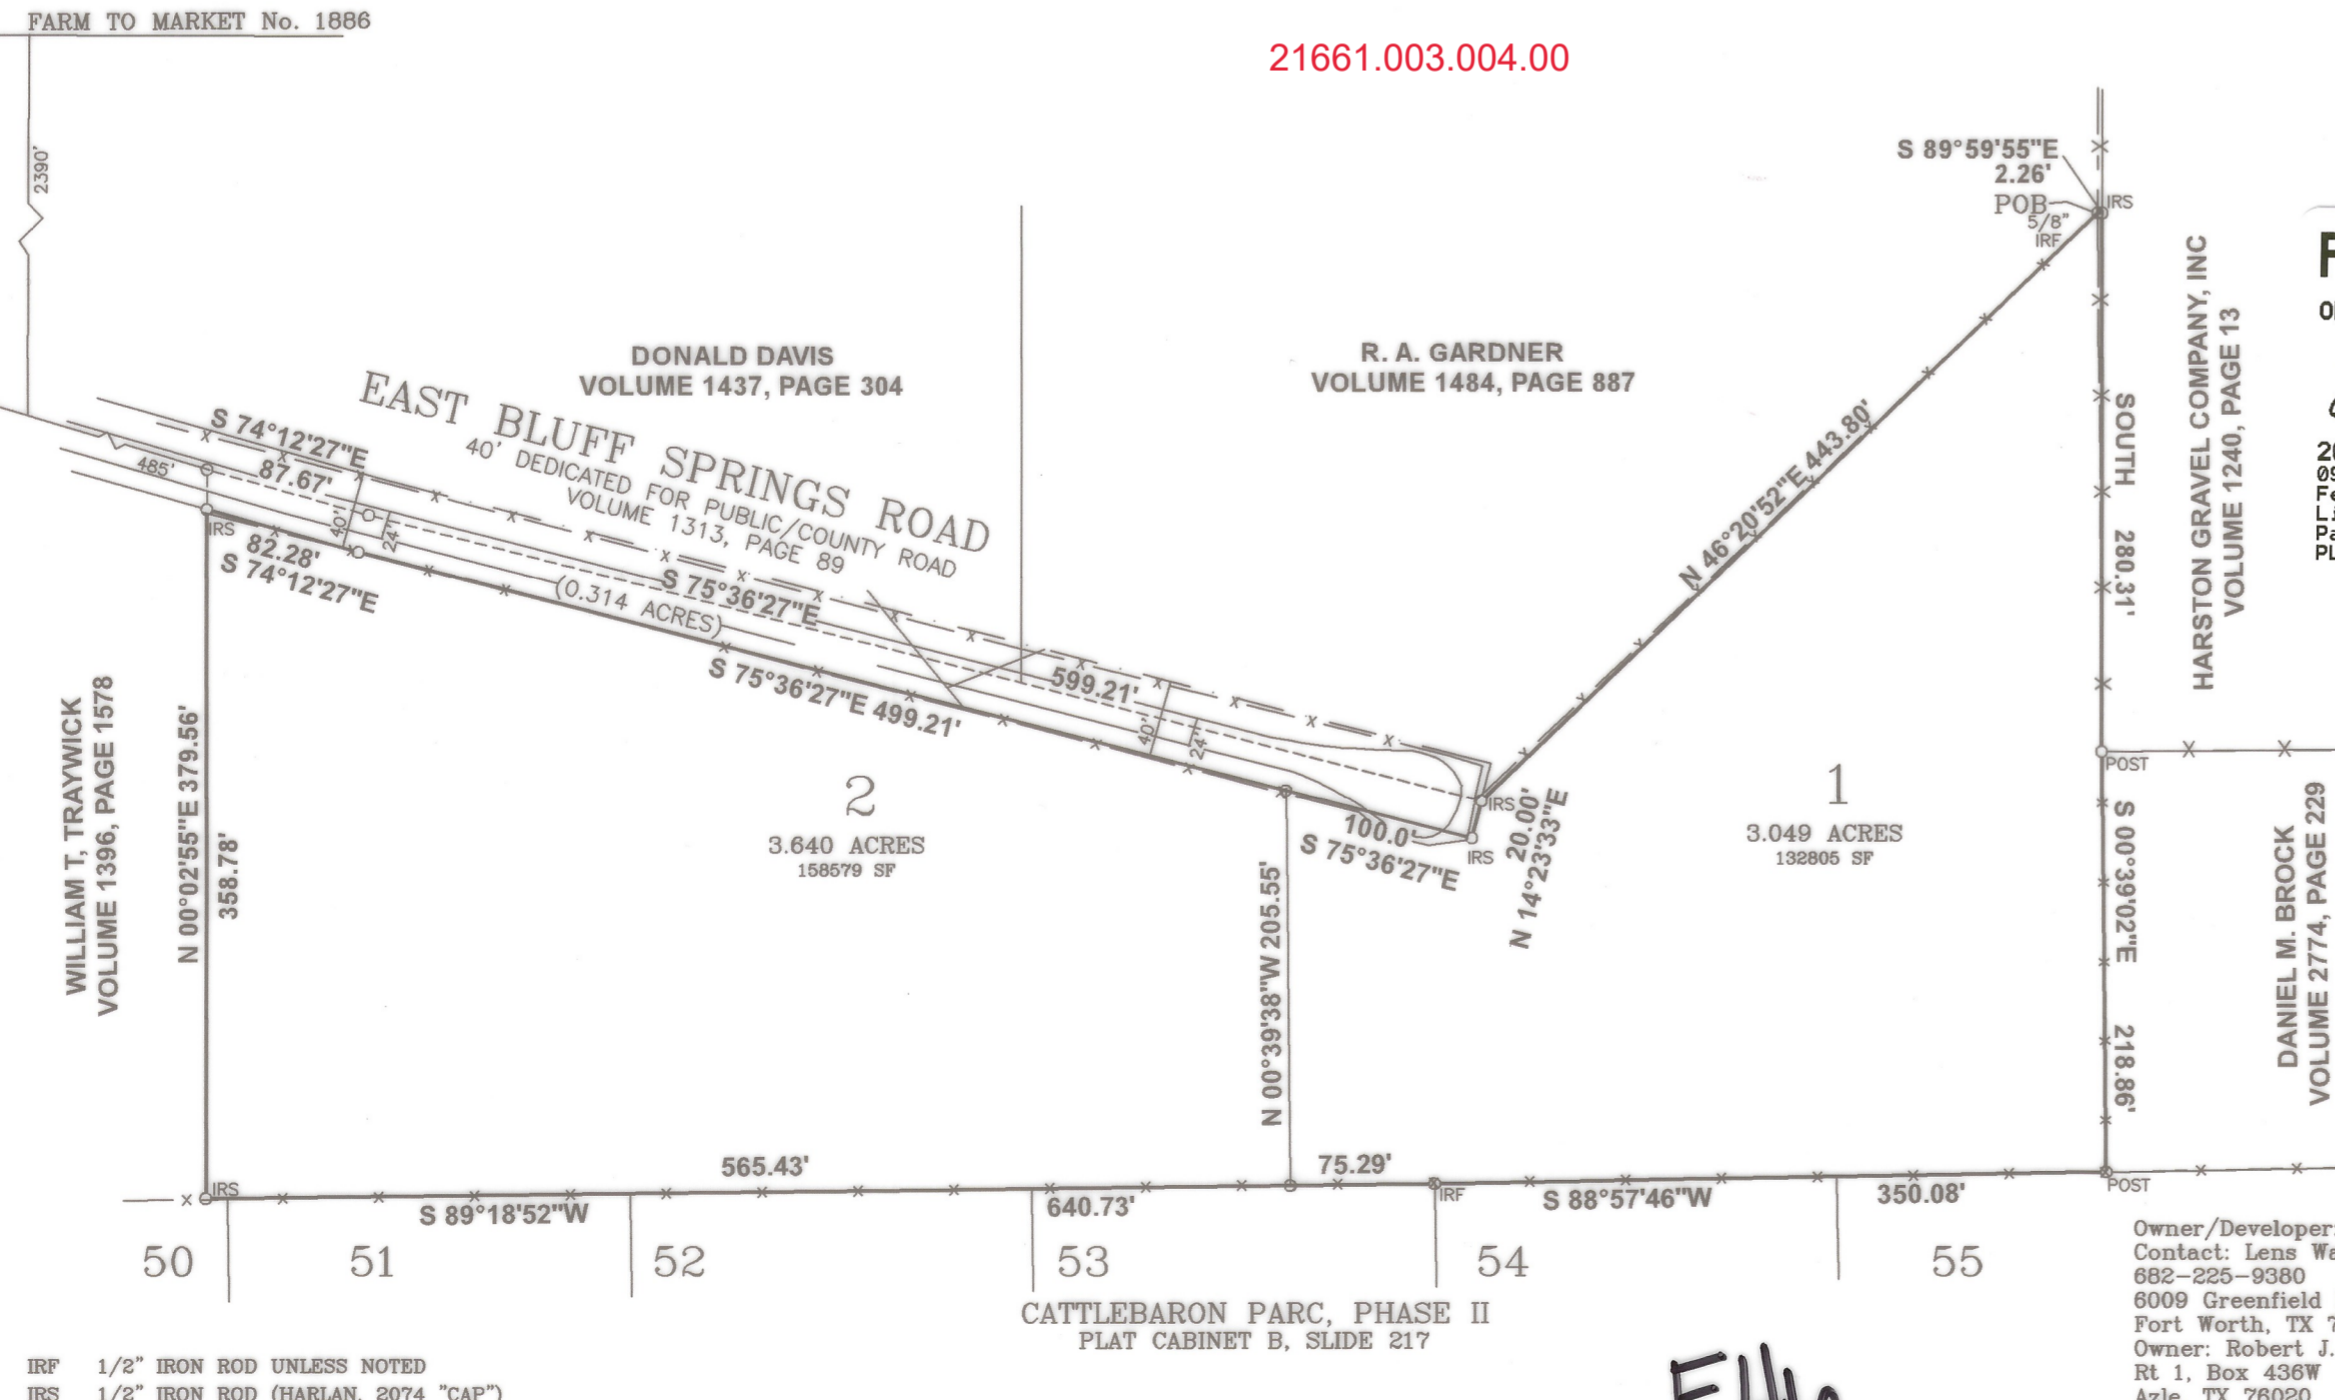 FARM TO MARKET No. 1886
21661.003.004.00
2390'
S 89°59'55"E
2.26'
POB
5/8"
IRF
IRS
HARSTON GRAVEL COMPANY, INC
VOLUME 1240, PAGE 13
DONALD DAVIS
VOLUME 1437, PAGE 304
R. A. GARDNER
VOLUME 1484, PAGE 887
EAST BLUFF SPRINGS ROAD
40' DEDICATED FOR PUBLIC/COUNTY ROAD
VOLUME 1313, PAGE 89
S 74°12'27"E
87.67'
485'
IRS
82.28'
S 74°12'27"E
40'
24'
(0.314 ACRES)
S 75°36'27"E
599.21'
S 75°36'27"E 499.21'
40'
24'
N 46°20'52"E 443.80'
SOUTH 280.31'
POST
IRS
20.00'
N 14°23'33"E
100.0'
S 75°36'27"E
IRS
WILLIAM T, TRAYWICK
VOLUME 1396, PAGE 1578
N 00°02'55"E 379.56'
358.78'
2
3.640 ACRES
158579 SF
N 00°39'38"W 205.55'
1
3.049 ACRES
132805 SF
S 00°39'02"E 218.86'
DANIEL M. BROCK
VOLUME 2774, PAGE 229
IRS
565.43'
75.29'
S 89°18'52"W
640.73'
IRF
S 88°57'46"W
350.08'
POST
50 51 52 53 54 55
CATTLEBARON PARC, PHASE II
PLAT CABINET B, SLIDE 217
Owner/Developer:
Contact: Lens
682-225-9380
6009 Greenfield
Fort Worth, TX
Owner: Robert J.
Rt 1, Box 436W
Azle, TX 76020
IRF 1/2" IRON ROD UNLESS NOTED
IRS 1/2" IRON ROD (HARLAN, 2074 "CAP")